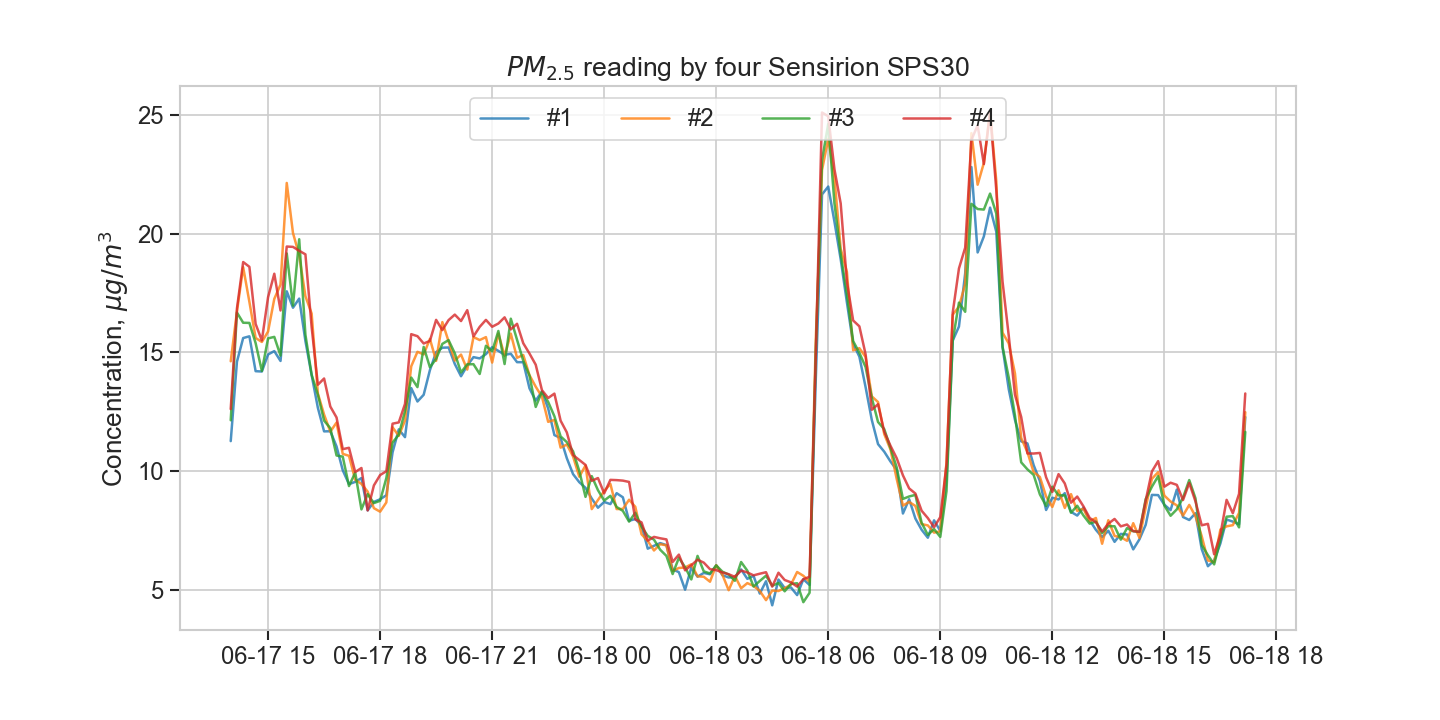 PM2.5 reading by four Sensirion SPS30
#1 #2 #3 #4
Concentration, μg/m³
25
20
15
10
5
06-17 15 06-17 18 06-17 21 06-18 00 06-18 03 06-18 06 06-18 09 06-18 12 06-18 15 06-18 18